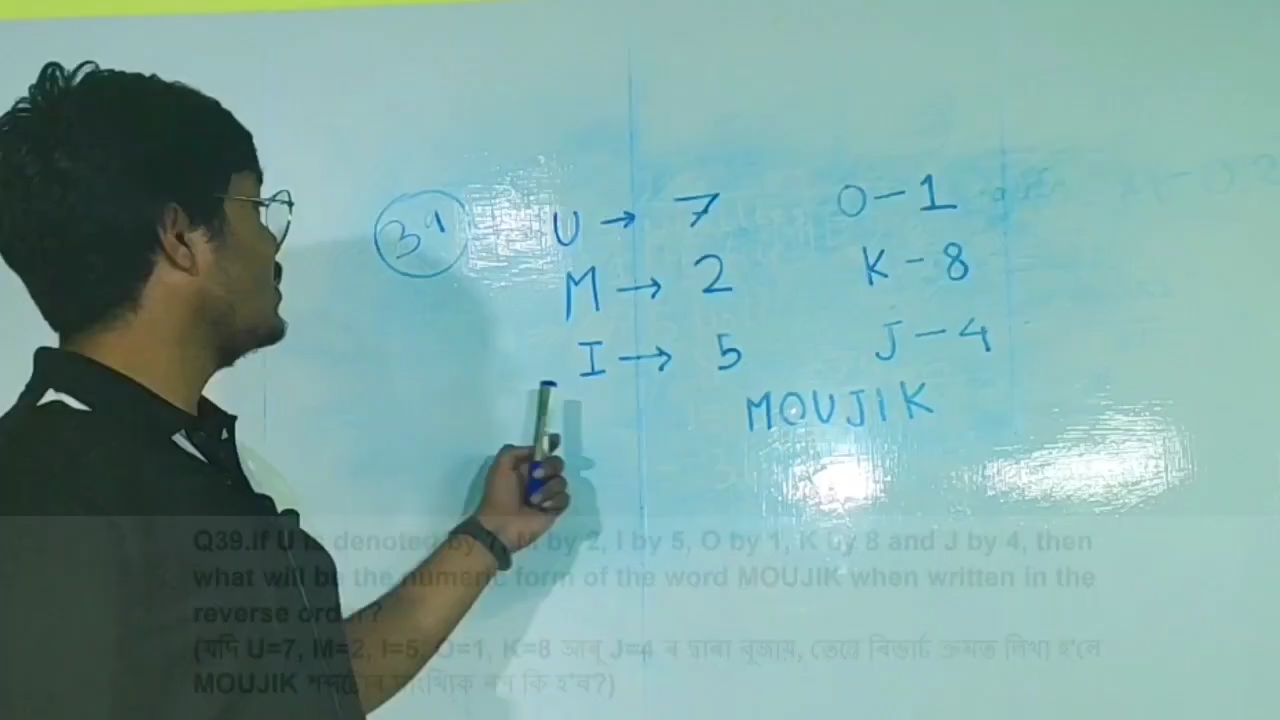 39
U → 7 O-1
M → 2 K-8
I → 5 J-4
MOUJIK
Q39.If U is denoted by 7, M by 2, I by 5, O by 1, K by 8 and J by 4, then
what will be the numeric form of the word MOUJIK when written in the
reverse order?
(যদি U=7, M=2, I=5, O=1, K=8 আৰু J=4 ৰ দ্বাৰা বুজায়, তেন্তে ৰিভাৰ্চ ক্ৰমত লিখা হ'লে
MOUJIK শব্দটোৰ সাংখ্যিক ৰূপ কি হ'ব?)